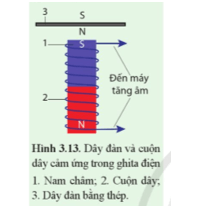 3 S
N
1 S
Đến máy
tăng âm
2
N
Hình 3.13. Dây đàn và cuộn
dây cảm ứng trong ghita điện
1. Nam châm; 2. Cuộn dây;
3. Dây đàn bằng thép.